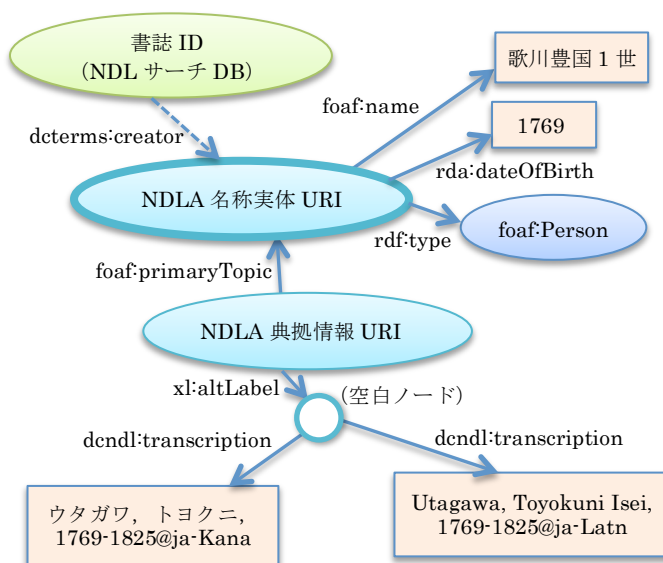 書誌 ID
(NDL サーチ DB)
歌川豊国 1 世
foaf:name
1769
dcterms:creator
rda:dateOfBirth
NDLA 名称実体 URI
foaf:Person
rdf:type
foaf:primaryTopic
NDLA 典拠情報 URI
xl:altLabel
(空白ノード)
dcndl:transcription
dcndl:transcription
ウタガワ, トヨクニ,
1769-1825@ja-Kana
Utagawa, Toyokuni Isei,
1769-1825@ja-Latn